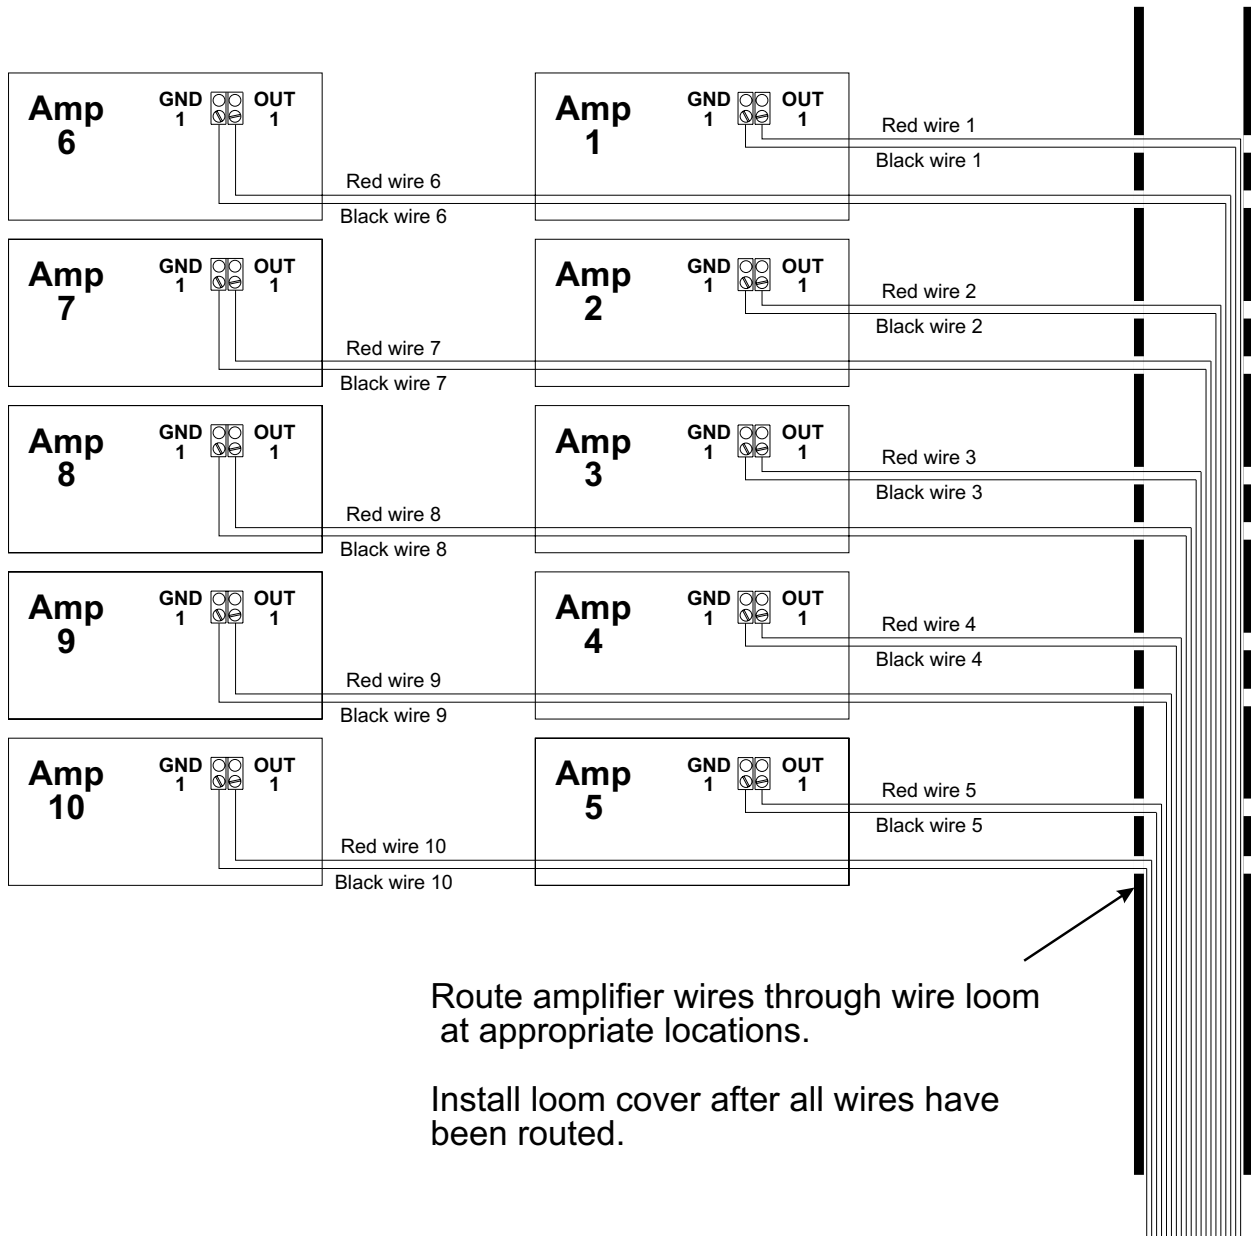 Amp
6
GND
1
OUT
1
Red wire 6
Black wire 6
Amp
1
GND
1
OUT
1
Red wire 1
Black wire 1
Amp
7
GND
1
OUT
1
Red wire 7
Black wire 7
Amp
2
GND
1
OUT
1
Red wire 2
Black wire 2
Amp
8
GND
1
OUT
1
Red wire 8
Black wire 8
Amp
3
GND
1
OUT
1
Red wire 3
Black wire 3
Amp
9
GND
1
OUT
1
Red wire 9
Black wire 9
Amp
4
GND
1
OUT
1
Red wire 4
Black wire 4
Amp
10
GND
1
OUT
1
Red wire 10
Black wire 10
Amp
5
GND
1
OUT
1
Red wire 5
Black wire 5
Route amplifier wires through wire loom
at appropriate locations.
Install loom cover after all wires have
been routed.